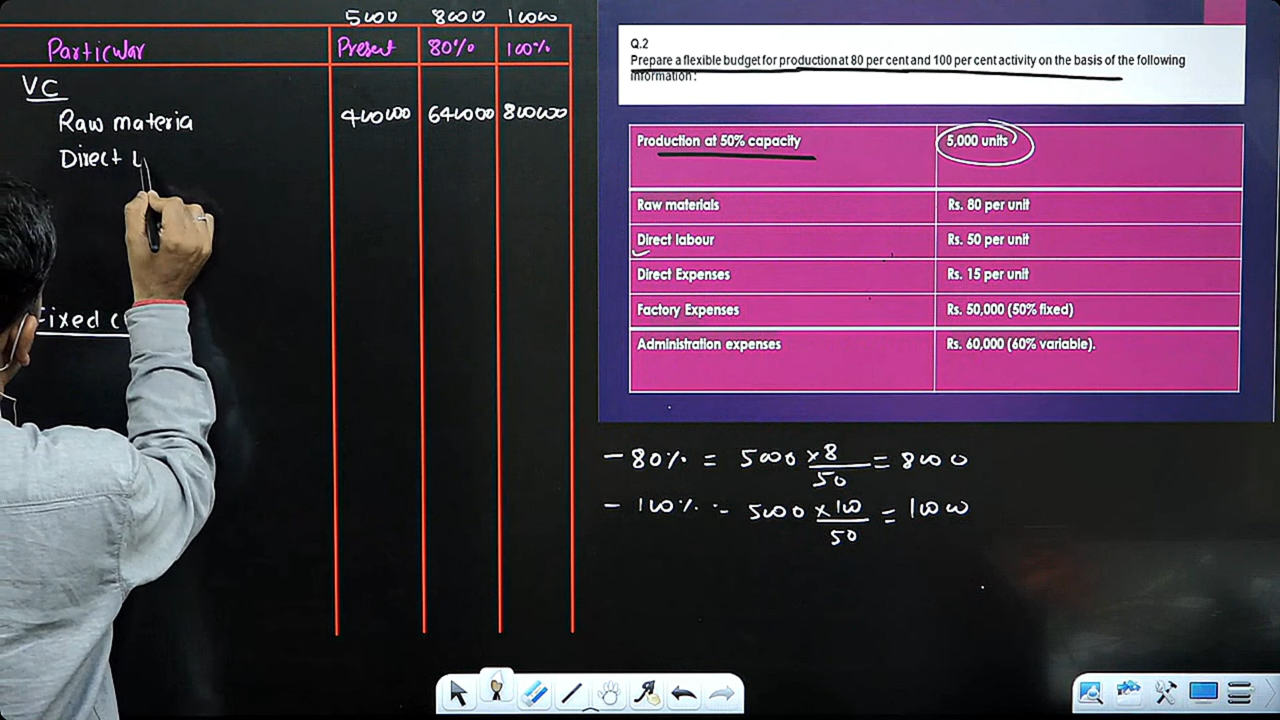 5000 8000 10000
Particular Present 80% 100%
VC
Raw materia 400000 640000 800000
Direct L
Fixed C
Q.2
Prepare a flexible budget for production at 80 per cent and 100 per cent activity on the basis of the following
information :
Production at 50% capacity 5,000 units
Raw materials Rs. 80 per unit
Direct labour Rs. 50 per unit
Direct Expenses Rs. 15 per unit
Factory Expenses Rs. 50,000 (50% fixed)
Administration expenses Rs. 60,000 (60% variable).
- 80% = 5000 × 8 / 50 = 8000
- 100% - 5000 × 100 / 50 = 10000